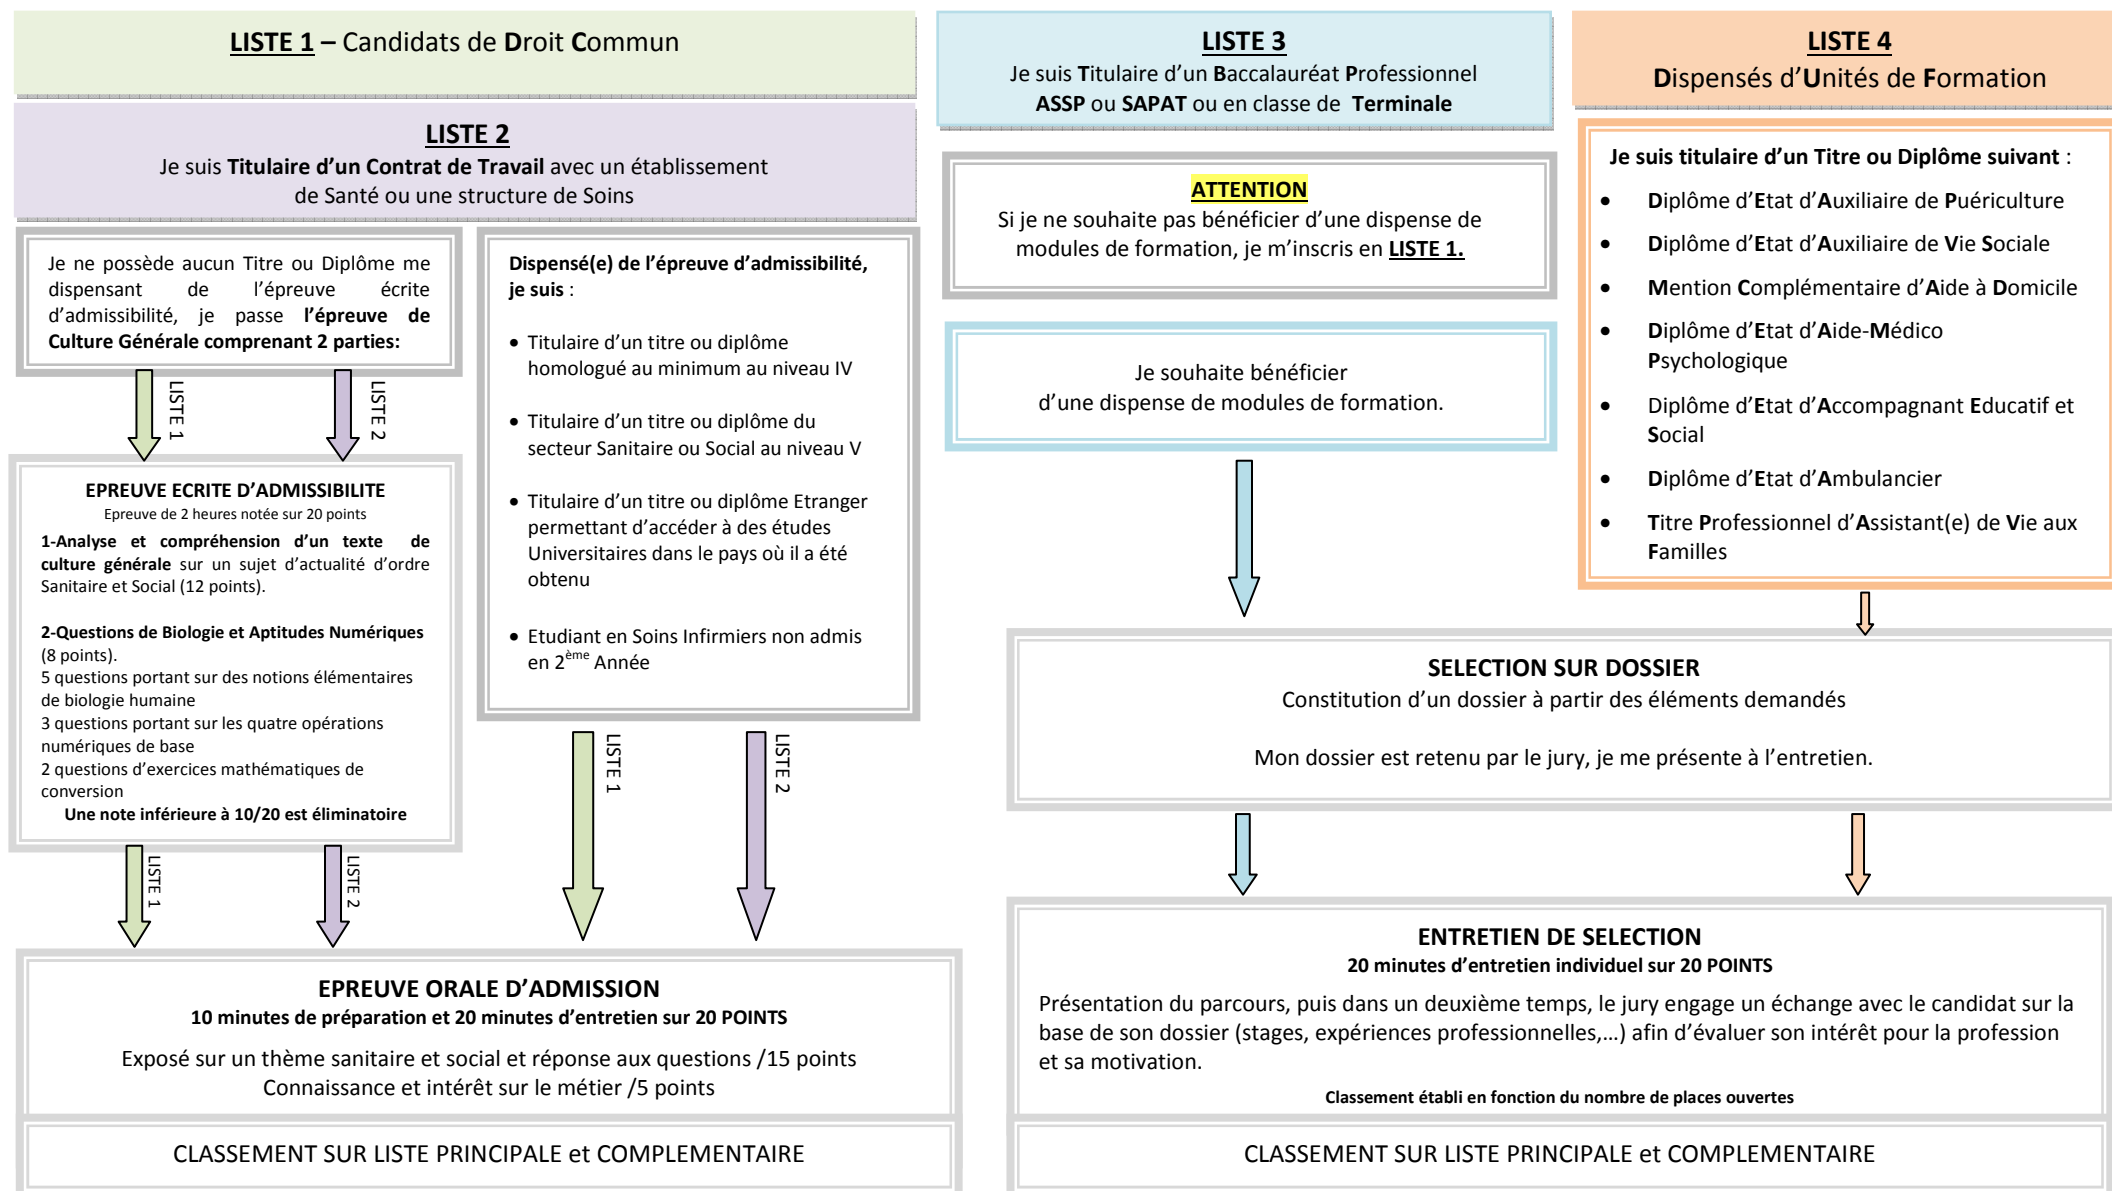 LISTE 1 – Candidats de Droit Commun
LISTE 2
Je suis Titulaire d’un Contrat de Travail avec un établissement
de Santé ou une structure de Soins
Je ne possède aucun Titre ou Diplôme me
dispensant de l’épreuve écrite
d’admissibilité, je passe l’épreuve de
Culture Générale comprenant 2 parties:
LISTE 1
LISTE 2
EPREUVE ECRITE D’ADMISSIBILITE
Epreuve de 2 heures notée sur 20 points
1-Analyse et compréhension d’un texte de
culture générale sur un sujet d’actualité d’ordre
Sanitaire et Social (12 points).
2-Questions de Biologie et Aptitudes Numériques
(8 points).
5 questions portant sur des notions élémentaires
de biologie humaine
3 questions portant sur les quatre opérations
numériques de base
2 questions d’exercices mathématiques de
conversion
Une note inférieure à 10/20 est éliminatoire
LISTE 1
LISTE 2
Dispensé(e) de l’épreuve d’admissibilité,
je suis :
• Titulaire d’un titre ou diplôme
homologué au minimum au niveau IV
• Titulaire d’un titre ou diplôme du
secteur Sanitaire ou Social au niveau V
• Titulaire d’un titre ou diplôme Etranger
permettant d’accéder à des études
Universitaires dans le pays où il a été
obtenu
• Etudiant en Soins Infirmiers non admis
en 2ème Année
LISTE 1
LISTE 2
EPREUVE ORALE D’ADMISSION
10 minutes de préparation et 20 minutes d’entretien sur 20 POINTS
Exposé sur un thème sanitaire et social et réponse aux questions /15 points
Connaissance et intérêt sur le métier /5 points
CLASSEMENT SUR LISTE PRINCIPALE et COMPLEMENTAIRE
LISTE 3
Je suis Titulaire d’un Baccalauréat Professionnel
ASSP ou SAPAT ou en classe de Terminale
ATTENTION
Si je ne souhaite pas bénéficier d’une dispense de
modules de formation, je m’inscris en LISTE 1.
Je souhaite bénéficier
d’une dispense de modules de formation.
LISTE 4
Dispensés d’Unités de Formation
Je suis titulaire d’un Titre ou Diplôme suivant :
• Diplôme d’Etat d’Auxiliaire de Puériculture
• Diplôme d’Etat d’Auxiliaire de Vie Sociale
• Mention Complémentaire d’Aide à Domicile
• Diplôme d’Etat d’Aide-Médico
Psychologique
• Diplôme d’Etat d’Accompagnant Educatif et
Social
• Diplôme d’Etat d’Ambulancier
• Titre Professionnel d’Assistant(e) de Vie aux
Familles
SELECTION SUR DOSSIER
Constitution d’un dossier à partir des éléments demandés
Mon dossier est retenu par le jury, je me présente à l’entretien.
ENTRETIEN DE SELECTION
20 minutes d’entretien individuel sur 20 POINTS
Présentation du parcours, puis dans un deuxième temps, le jury engage un échange avec le candidat sur la
base de son dossier (stages, expériences professionnelles,…) afin d’évaluer son intérêt pour la profession
et sa motivation.
Classement établi en fonction du nombre de places ouvertes
CLASSEMENT SUR LISTE PRINCIPALE et COMPLEMENTAIRE